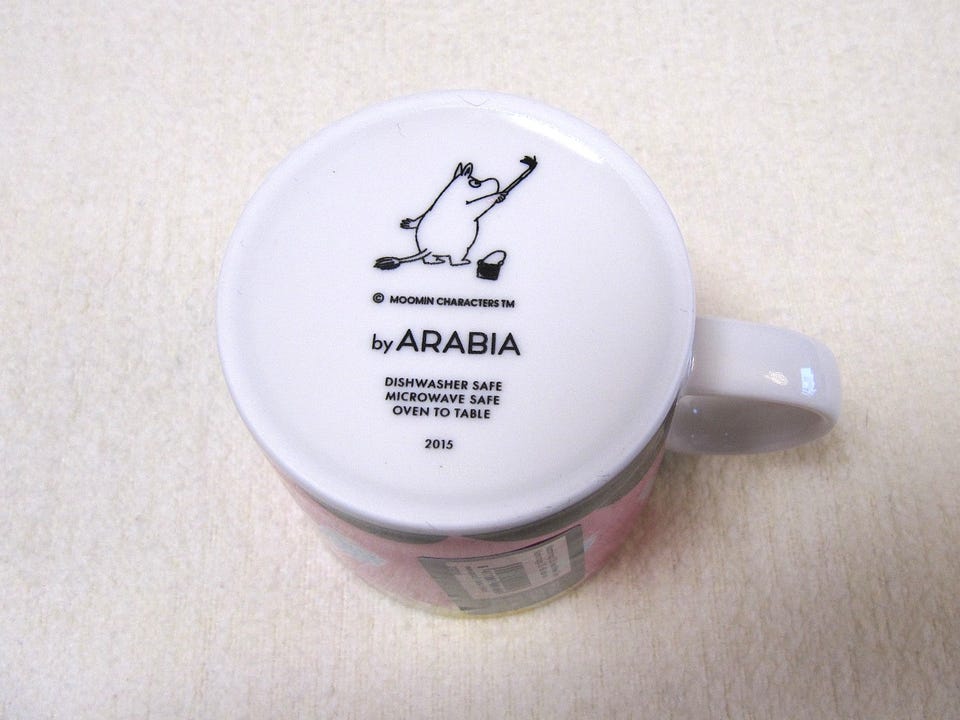 © MOOMIN CHARACTERS TM
by ARABIA
DISHWASHER SAFE
MICROWAVE SAFE
OVEN TO TABLE
2015